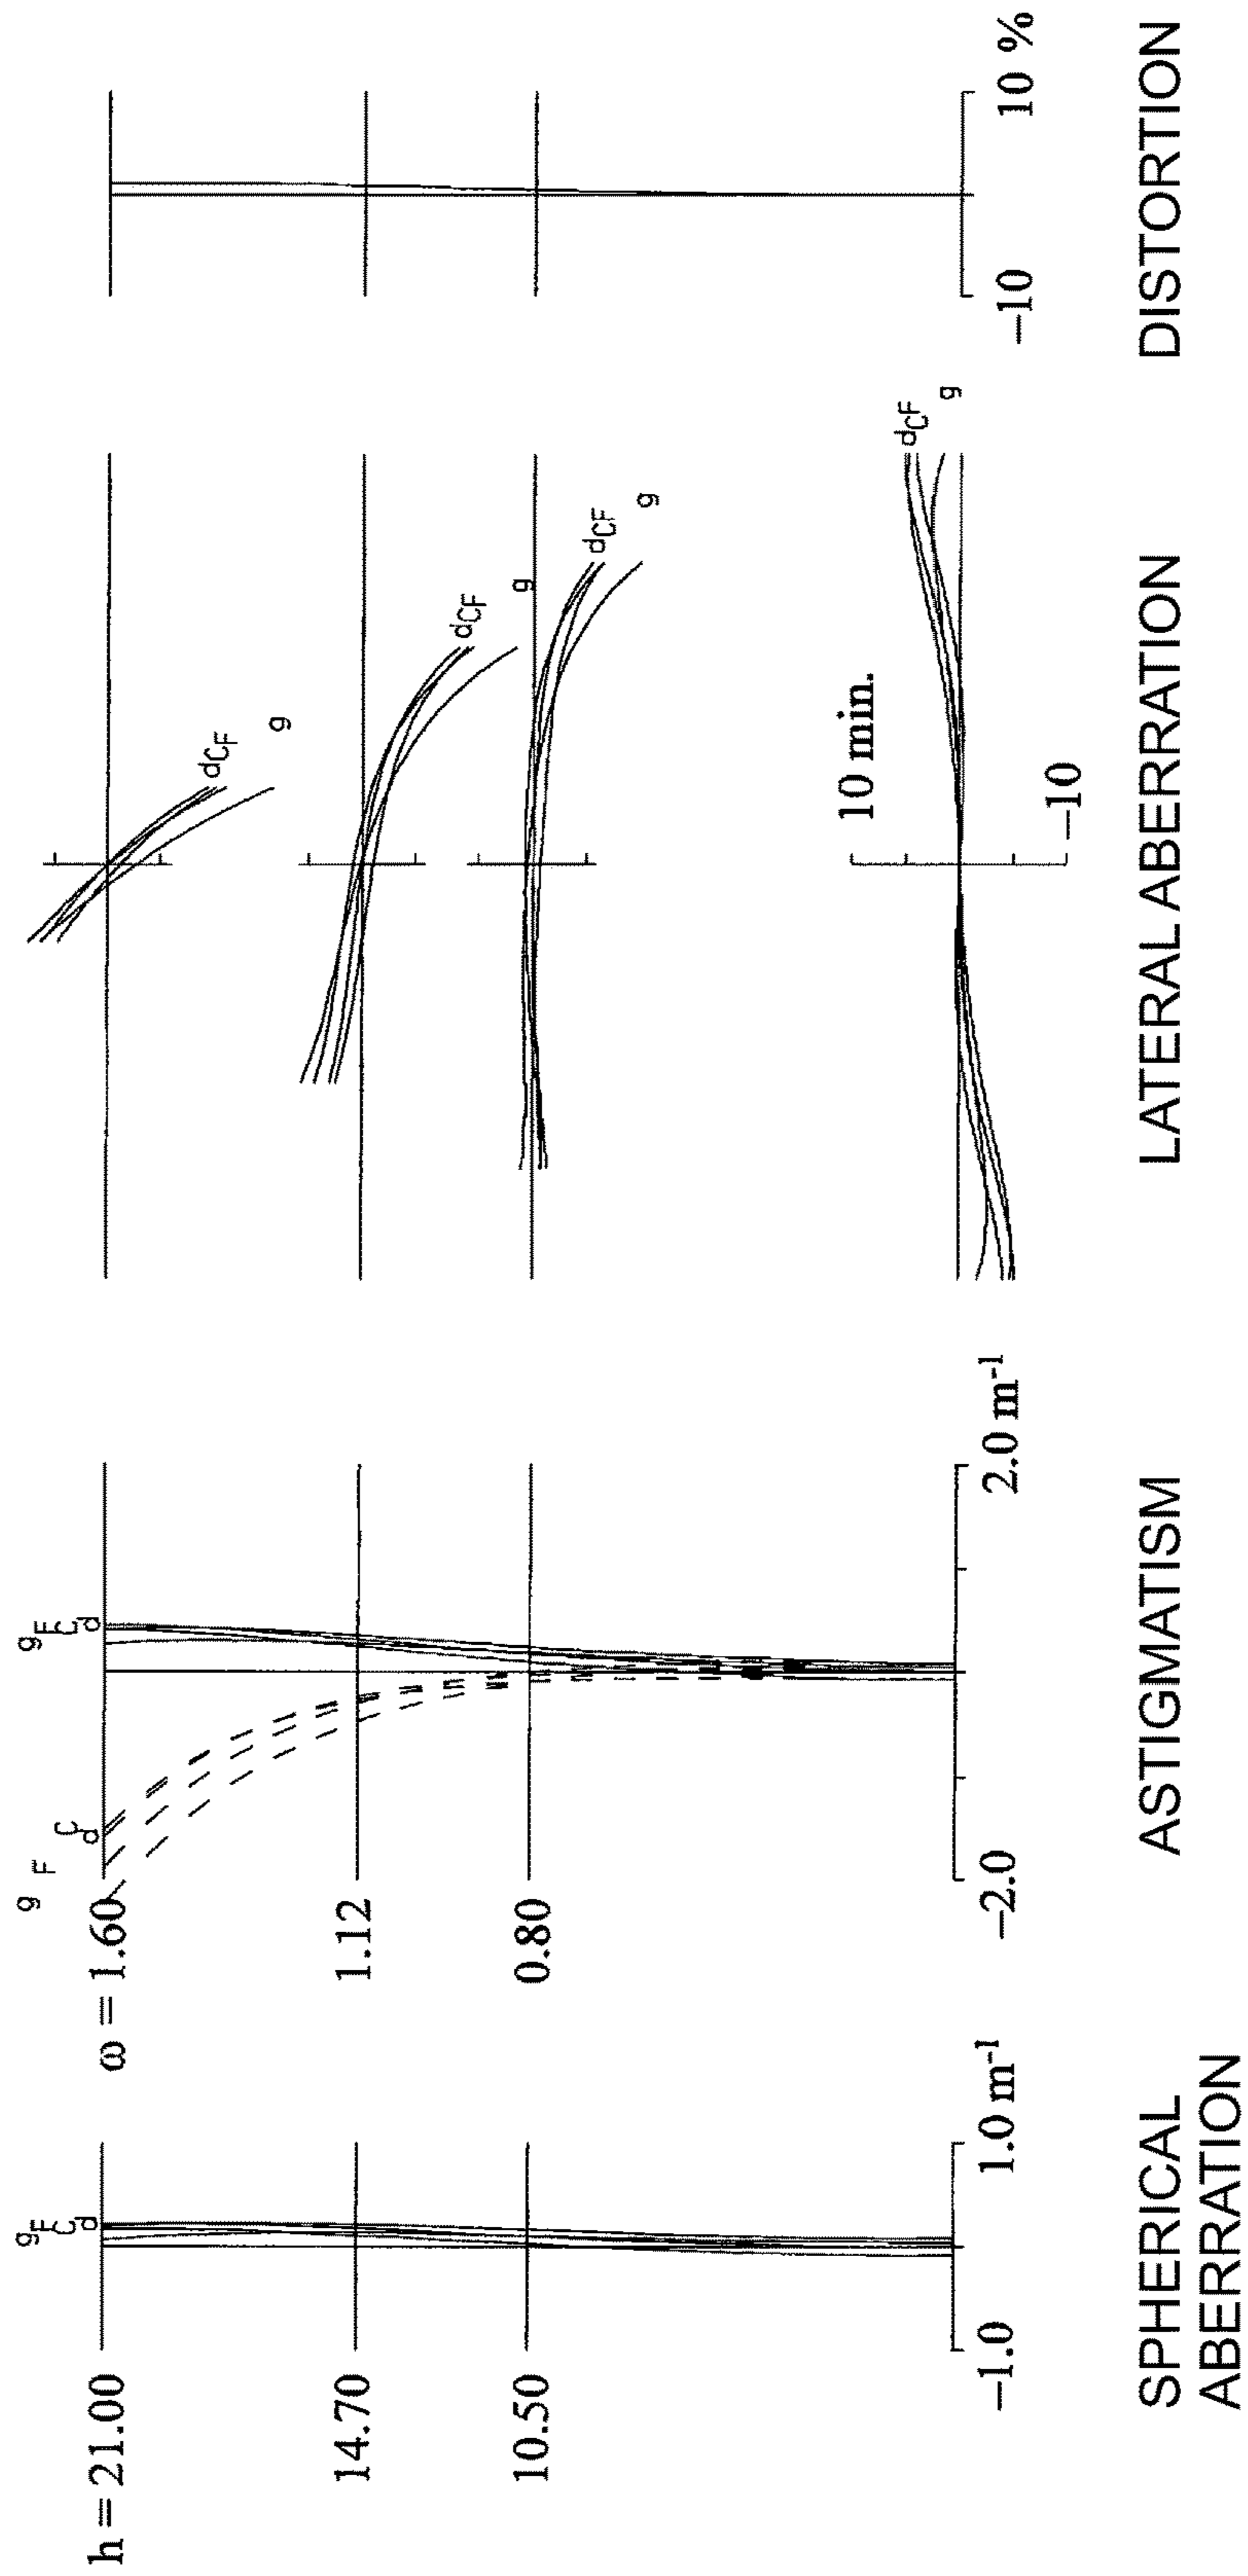 h = 21.00
14.70
10.50
g
F
C
d
-1.0
1.0 m⁻¹
SPHERICAL
ABERRATION
ω = 1.60
1.12
0.80
g
F
d
C
g
F
C
d
-2.0
2.0 m⁻¹
ASTIGMATISM
dCF
g
dCF
g
dCF
g
10 min.
-10
dCF
g
LATERAL ABERRATION
-10
10 %
DISTORTION